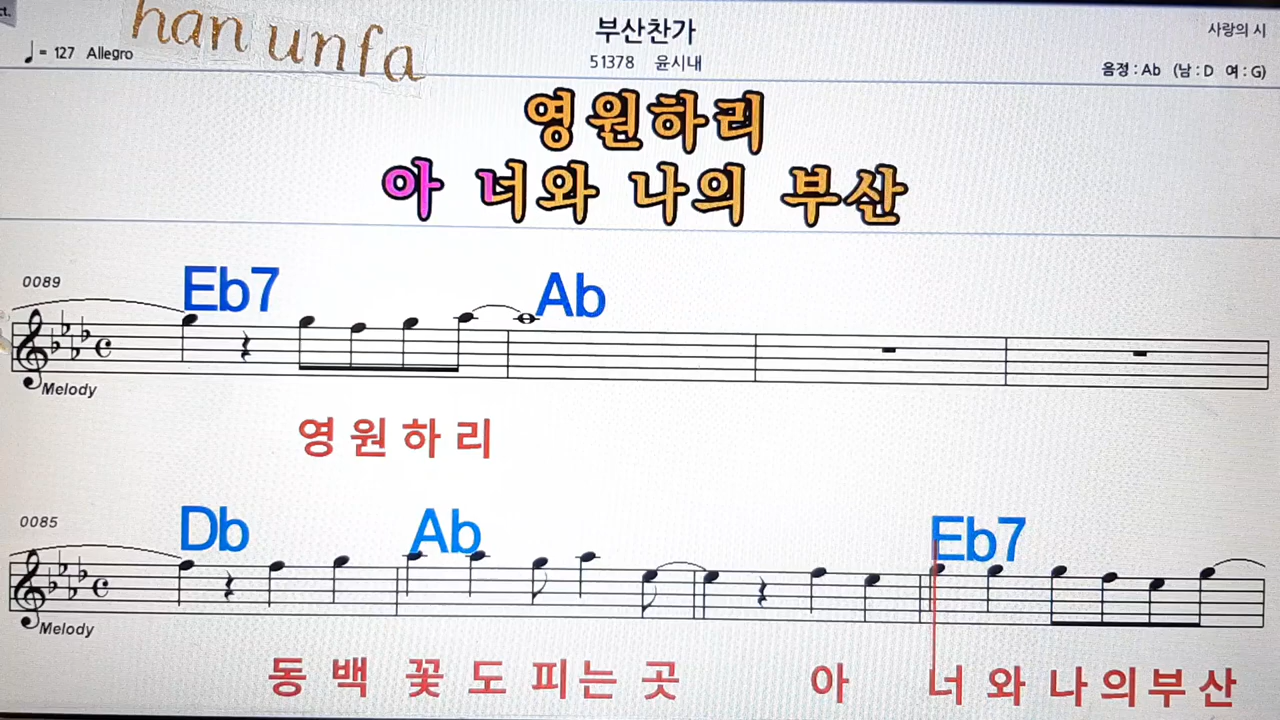 ct.
han unfa
부산찬가
사랑의 시
♩= 127 Allegro
51378 윤시내
음정 : Ab (남 : D 여 : G)
영원하리
아 너와 나의 부산
0089
Eb7 Ab
Melody
영 원 하 리
0085
Db Ab Eb7
Melody
동 백 꽃 도 피 는 곳 아 너 와 나 의 부 산